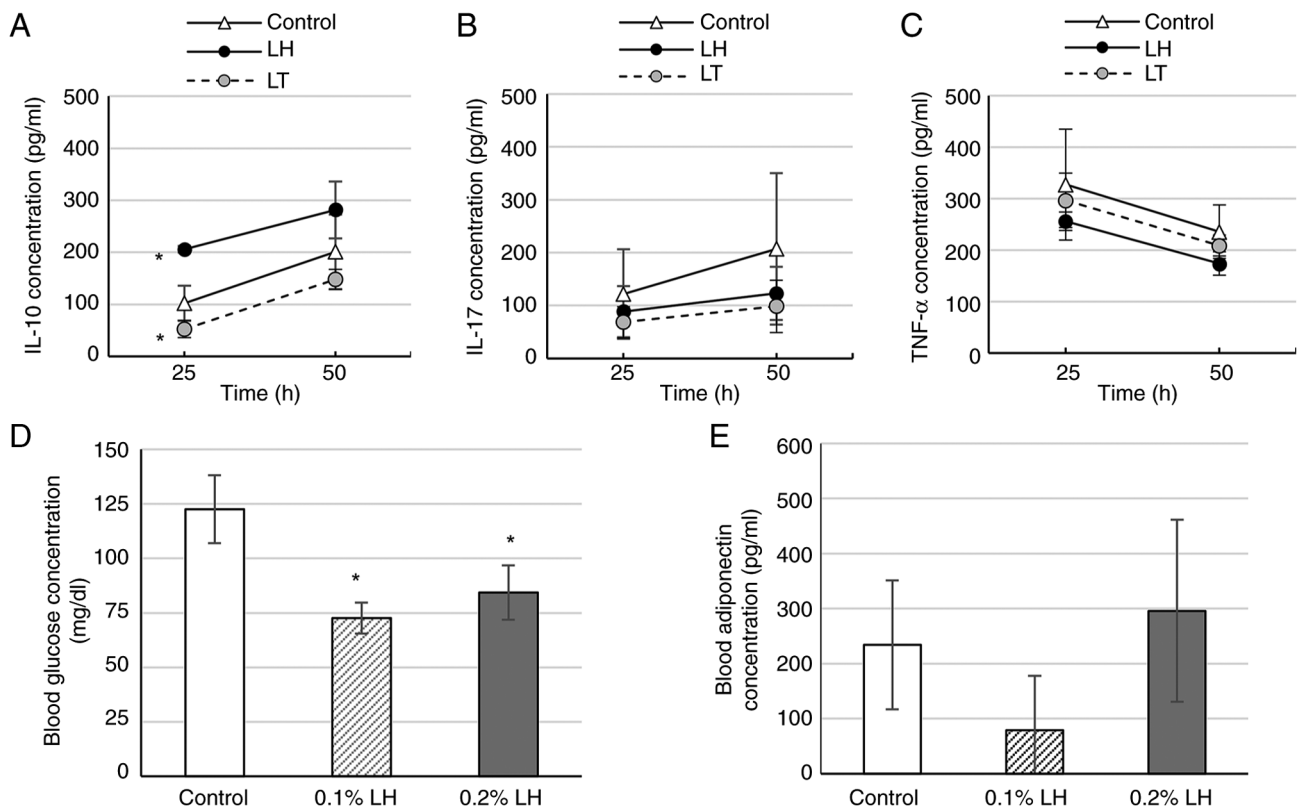 A
Control
LH
LT
IL-10 concentration (pg/ml)
500
400
300
200
100
0
*
*
25
50
Time (h)
B
Control
LH
LT
IL-17 concentration (pg/ml)
500
400
300
200
100
0
25
50
Time (h)
C
Control
LH
LT
TNF-α concentration (pg/ml)
500
400
300
200
100
0
25
50
Time (h)
D
Blood glucose concentration
(mg/dl)
150
125
100
75
50
25
0
*
*
Control
0.1% LH
0.2% LH
E
Blood adiponectin
concentration (pg/ml)
600
500
400
300
200
100
0
Control
0.1% LH
0.2% LH